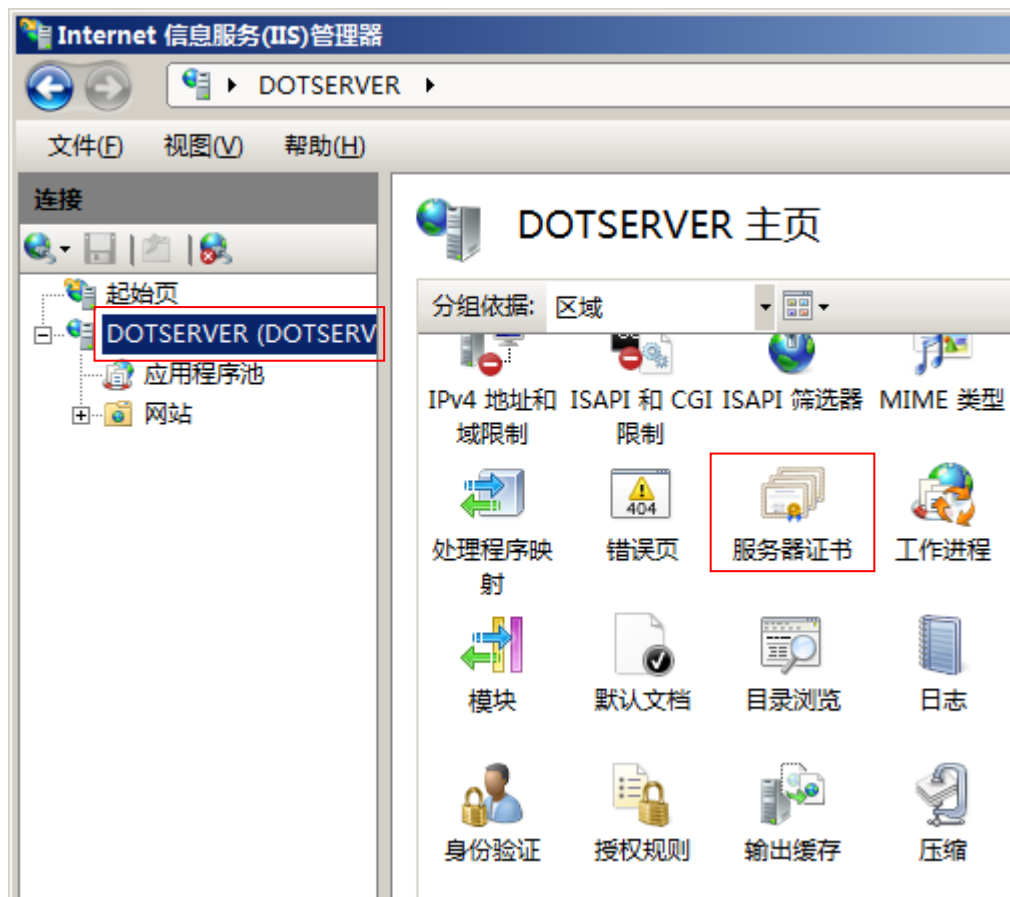 Internet 信息服务(IIS)管理器
DOTSERVER
文件(F) 视图(V) 帮助(H)
连接
起始页
DOTSERVER (DOTSERV
应用程序池
网站
DOTSERVER 主页
分组依据: 区域
IPv4 地址和 ISAPI 和 CGI ISAPI 筛选器 MIME 类型
域限制 限制
404
处理程序映 错误页 服务器证书 工作进程
射
模块 默认文档 目录浏览 日志
身份验证 授权规则 输出缓存 压缩